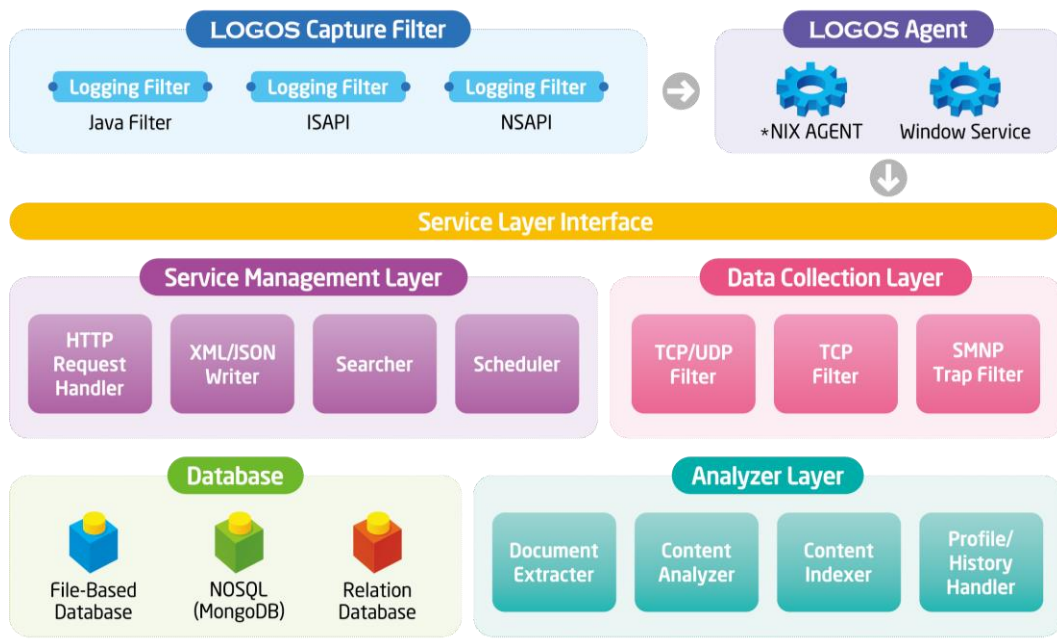 LOGOS Capture Filter
Logging Filter
Java Filter
Logging Filter
ISAPI
Logging Filter
NSAPI
LOGOS Agent
*NIX AGENT
Window Service
Service Layer Interface
Service Management Layer
HTTP
Request
Handler
XML/JSON
Writer
Searcher
Scheduler
Data Collection Layer
TCP/UDP
Filter
TCP
Filter
SMNP
Trap Filter
Database
File-Based
Database
NOSQL
(MongoDB)
Relation
Database
Analyzer Layer
Document
Extracter
Content
Analyzer
Content
Indexer
Profile/
History
Handler